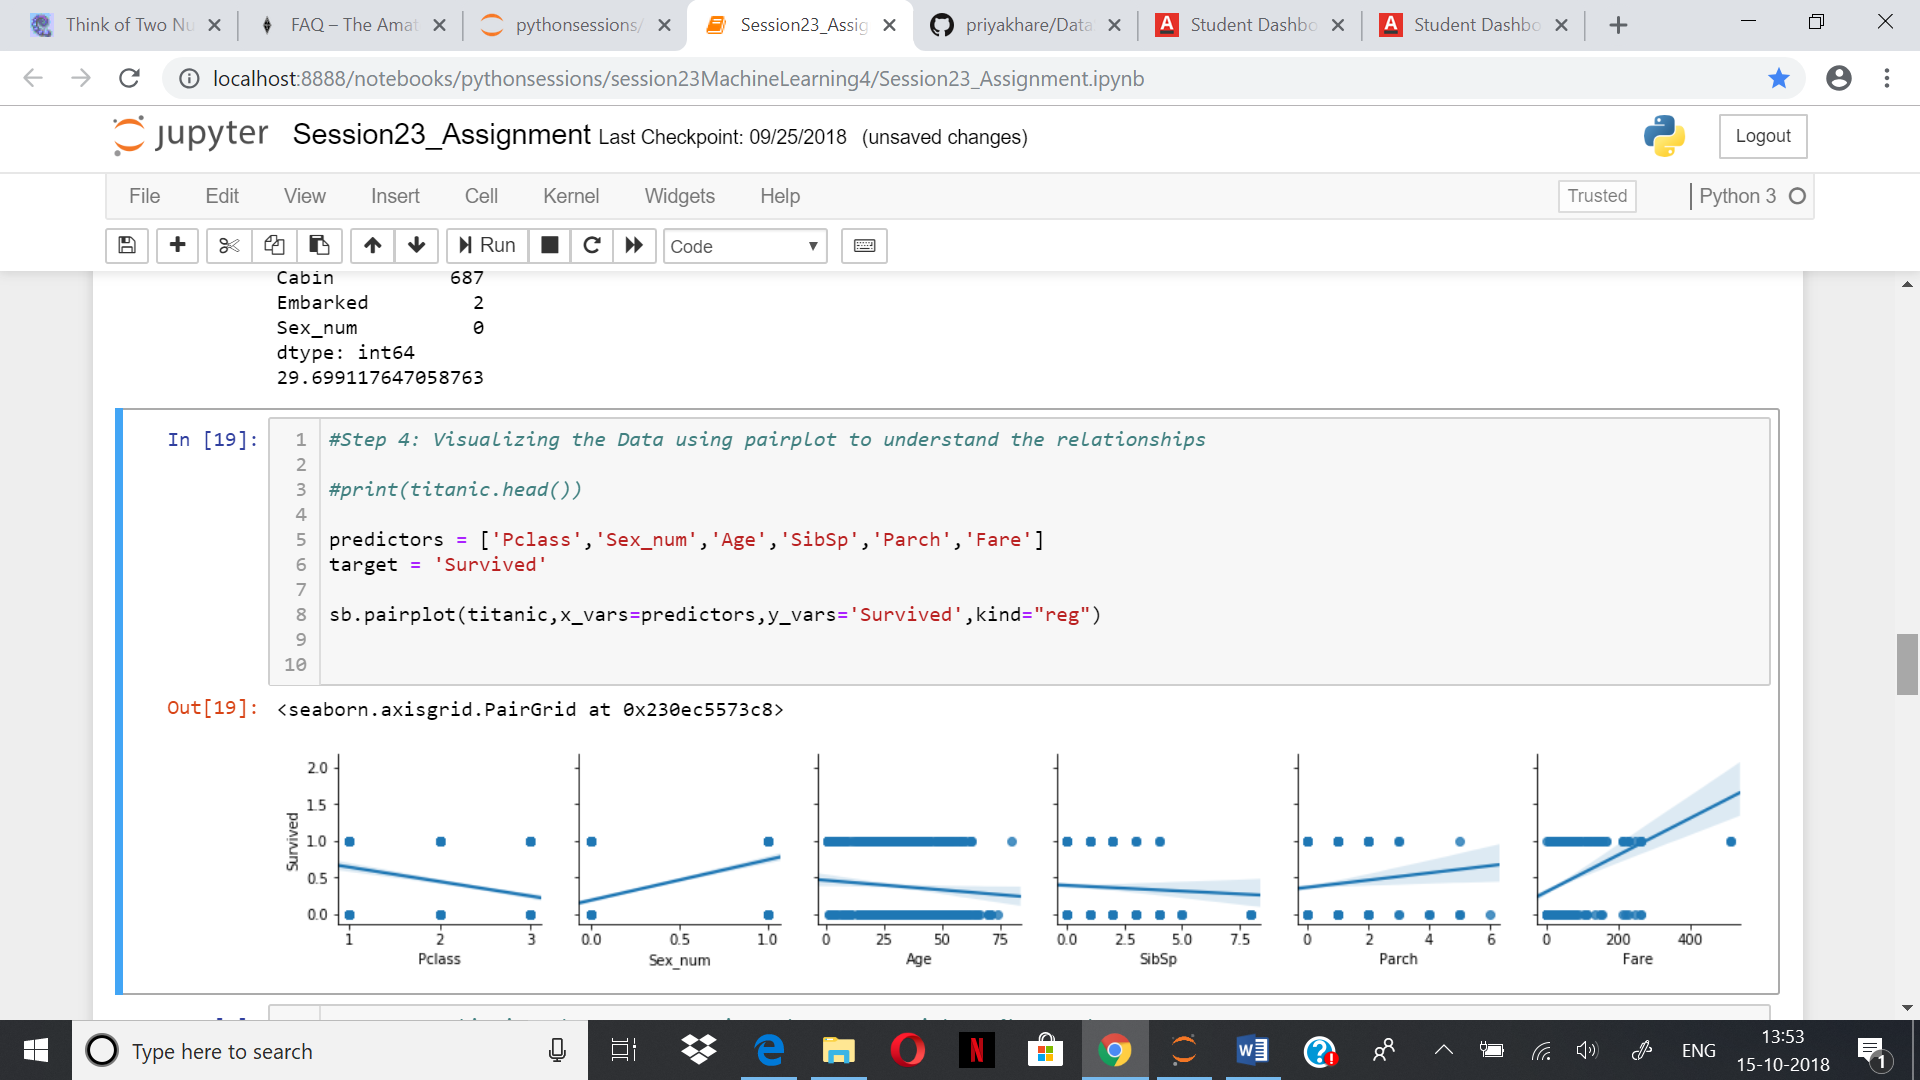 Think of Two Nu
FAQ – The Amat
pythonsessions/
Session23_Assig
priyakhare/Data
Student Dashbo
Student Dashbo
localhost:8888/notebooks/pythonsessions/session23MachineLearning4/Session23_Assignment.ipynb
jupyter Session23_Assignment Last Checkpoint: 09/25/2018 (unsaved changes)
Logout
File Edit View Insert Cell Kernel Widgets Help
Trusted
Python 3
Run
Code
Cabin 687
Embarked 2
Sex_num 0
dtype: int64
29.699117647058763
In [19]:
1 #Step 4: Visualizing the Data using pairplot to understand the relationships
2
3 #print(titanic.head())
4
5 predictors = ['Pclass','Sex_num','Age','SibSp','Parch','Fare']
6 target = 'Survived'
7
8 sb.pairplot(titanic,x_vars=predictors,y_vars='Survived',kind="reg")
9
10
Out[19]: <seaborn.axisgrid.PairGrid at 0x230ec5573c8>
2.0
1.5
1.0
0.5
0.0
Survived
1 2 3
Pclass
0.0 0.5 1.0
Sex_num
0 25 50 75
Age
0.0 2.5 5.0 7.5
SibSp
0 2 4 6
Parch
0 200 400
Fare
Type here to search
ENG
13:53
15-10-2018
1